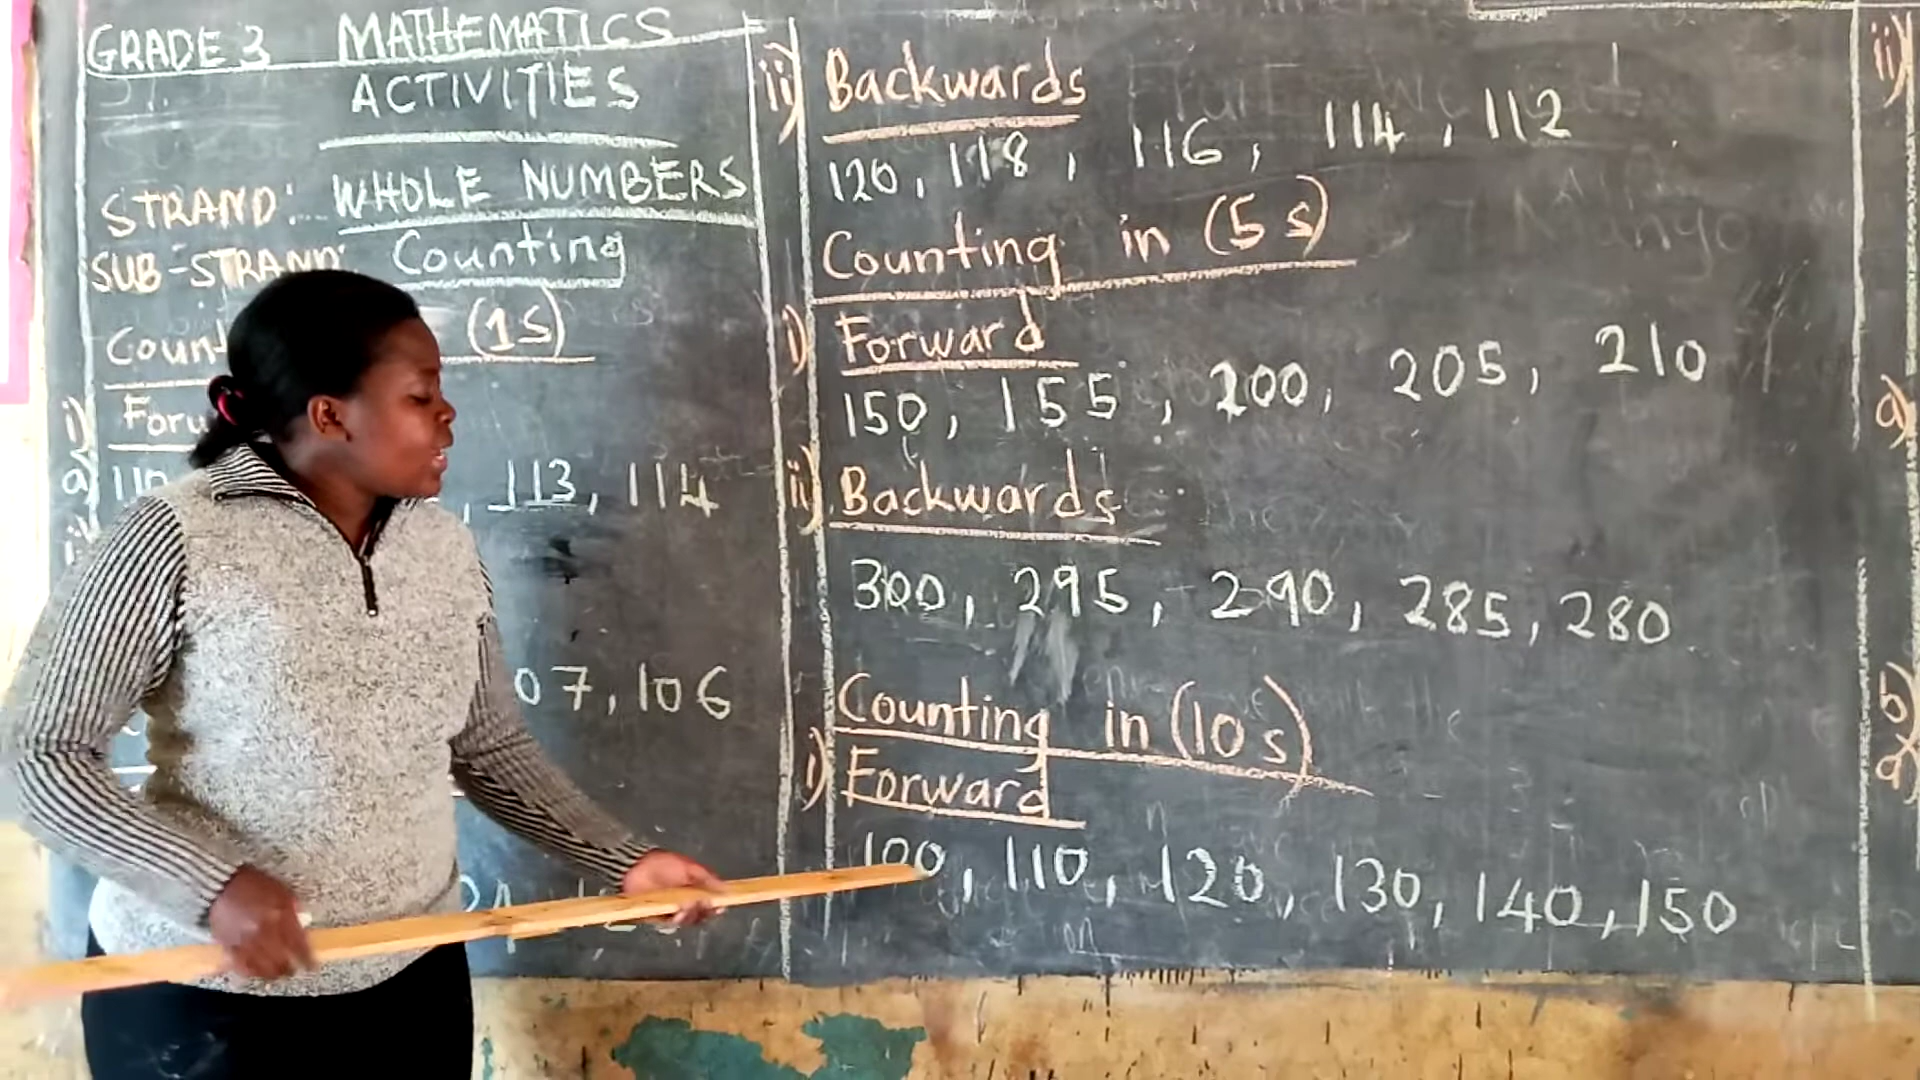 GRADE 3 MATHEMATICS
ACTIVITIES
STRAND: WHOLE NUMBERS
SUB-STRAND: Counting
(1s)
i)
a) 110 , 113, 114
07, 106
ii) Backwards
120, 118, 116, 114, 112
Counting in (5s)
i) Forward
150, 155, 200, 205, 210
ii) Backwards
300, 295, 290, 285, 280
Counting in (10s)
i) Forward
100, 110, 120, 130, 140, 150
ii)
a)
b)
a)